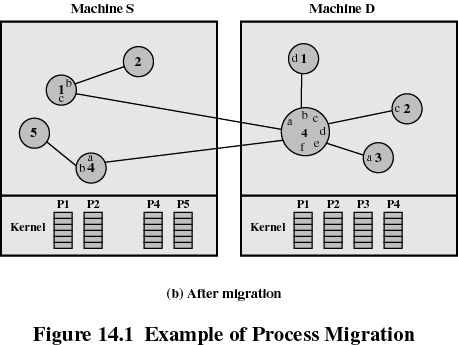 Machine S
Machine D
2
1 b
c
5
a
b 4
d 1
c 2
b c
a 4 d
f e
a 3
P1 P2 P4 P5
Kernel
P1 P2 P3 P4
Kernel
(b) After migration
Figure 14.1 Example of Process Migration